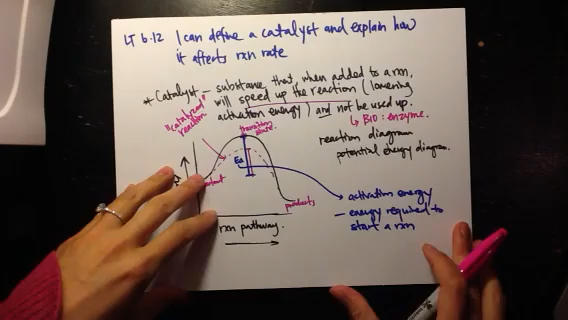 LT 6.12 I can define a catalyst and explain how
it affects rxn rate
* Catalyst - substance that, when added to a rxn,
will speed up the reaction (lowering
activation energy) and not be used up.
↳ BIO: enzyme.
"catalyzed
reaction"
transition
state
reaction diagram
potential energy diagram.
Ea
products
activation energy
- energy required to
start a rxn
rxn pathway.